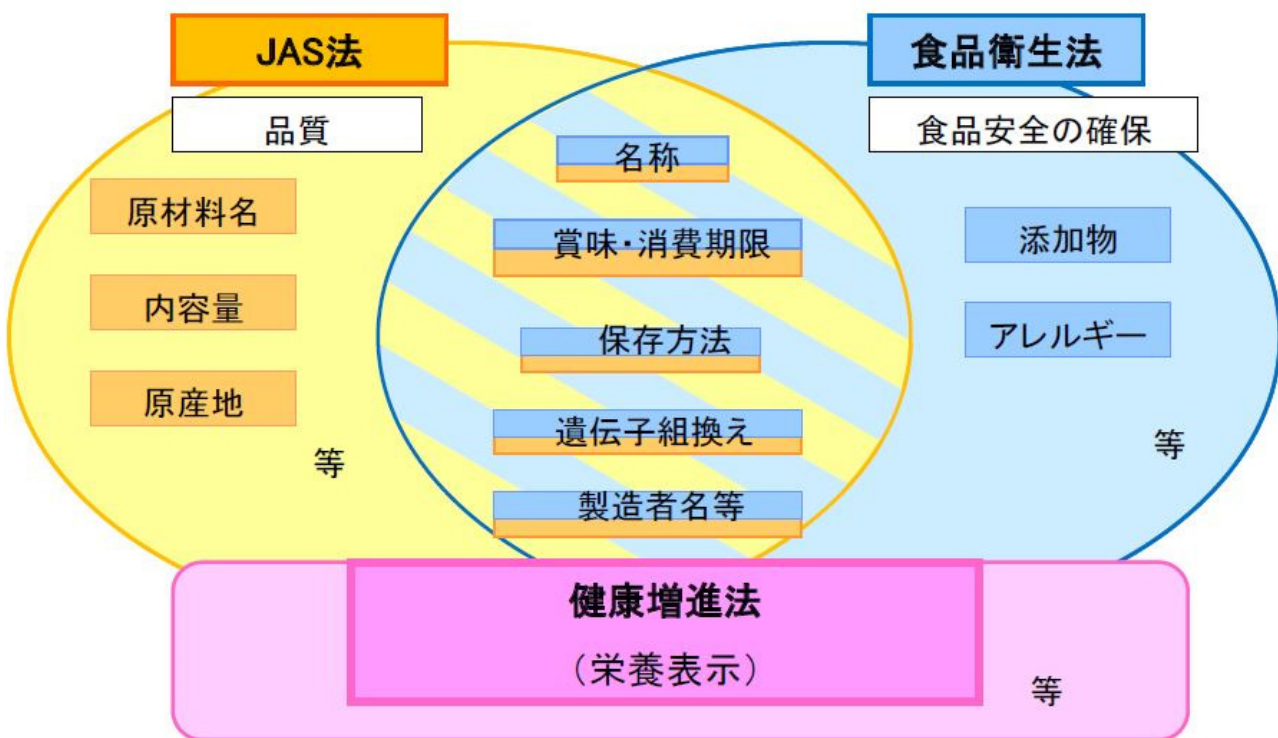 JAS法
品質
原材料名
内容量
原産地
等
名称
賞味・消費期限
保存方法
遺伝子組換え
製造者名等
食品衛生法
食品安全の確保
添加物
アレルギー
等
健康増進法
（栄養表示）
等